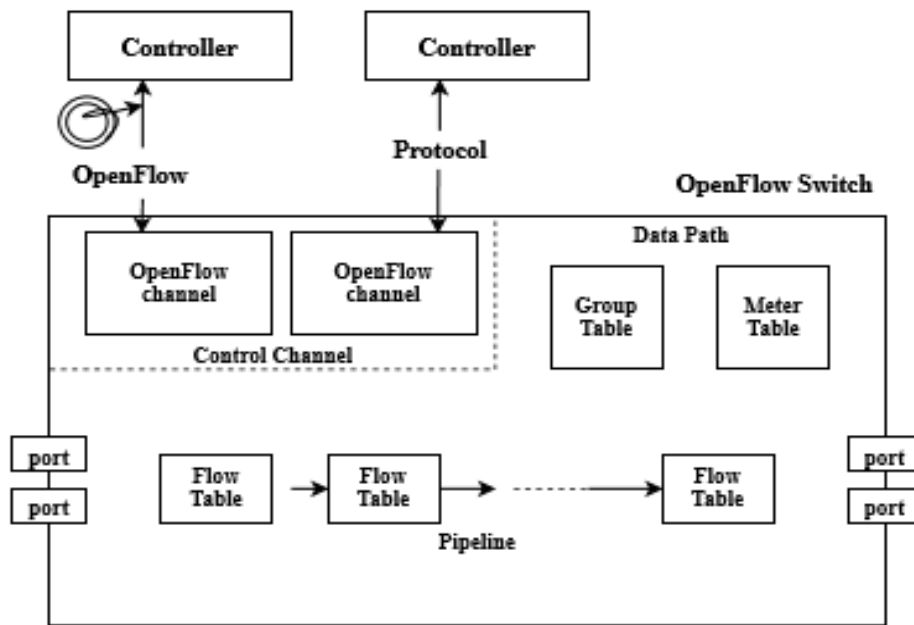 Controller
Controller
OpenFlow
Protocol
OpenFlow Switch
OpenFlow
channel
OpenFlow
channel
Control Channel
Data Path
Group
Table
Meter
Table
port
port
Flow
Table
Flow
Table
Flow
Table
Pipeline
port
port